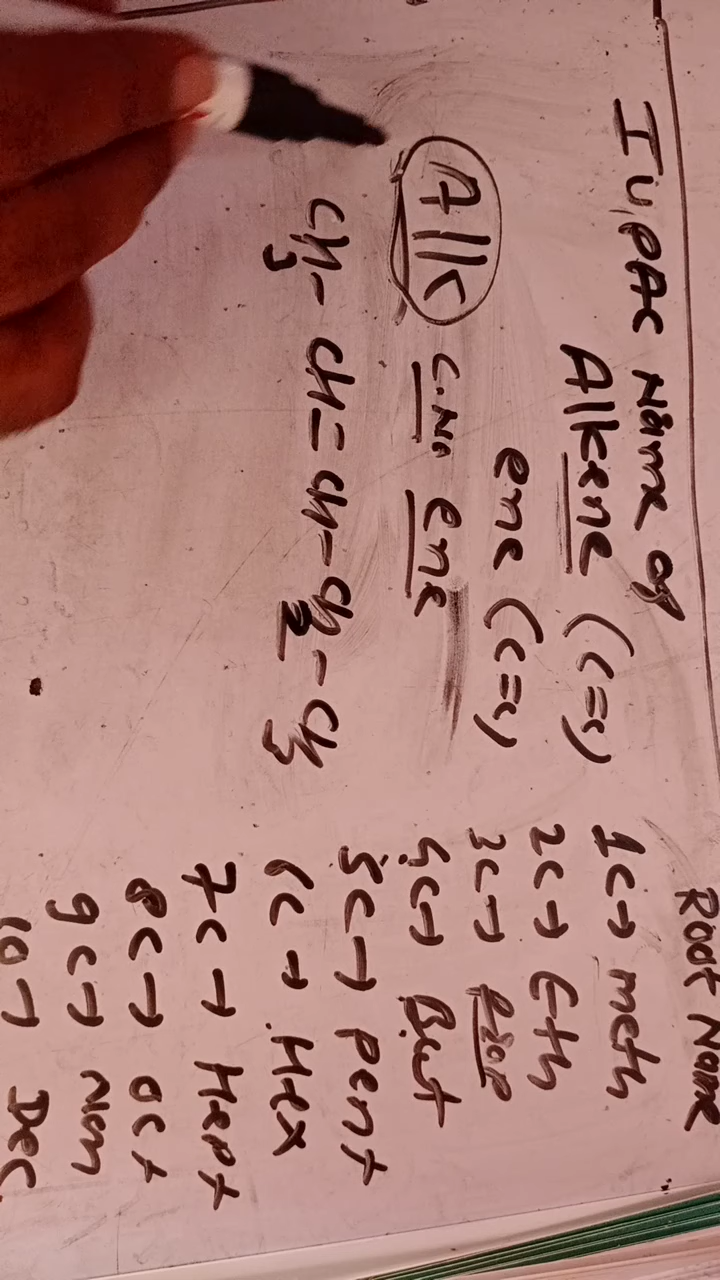 IUPAC Name of
Alkene (C=C)
ene (C=C)
Alk C.No ene
CH3-CH=CH-CH2-CH3
Root Name
1C→ meth
2C→ Eth
3C→ Prop
4C→ But
5C→ Pent
6C→ Hex
7C→ Hept
8C→ Oct
9C→ Non
10→ Dec